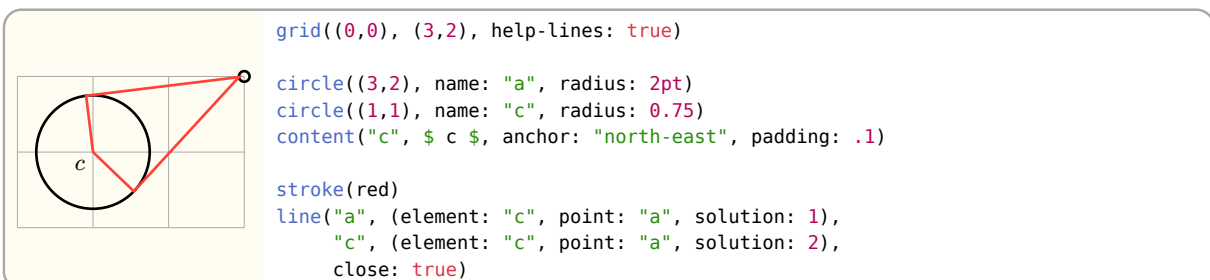 grid((0,0), (3,2), help-lines: true)
circle((3,2), name: "a", radius: 2pt)
circle((1,1), name: "c", radius: 0.75)
content("c", $ c $, anchor: "north-east", padding: .1)
c
stroke(red)
line("a", (element: "c", point: "a", solution: 1),
"c", (element: "c", point: "a", solution: 2),
close: true)